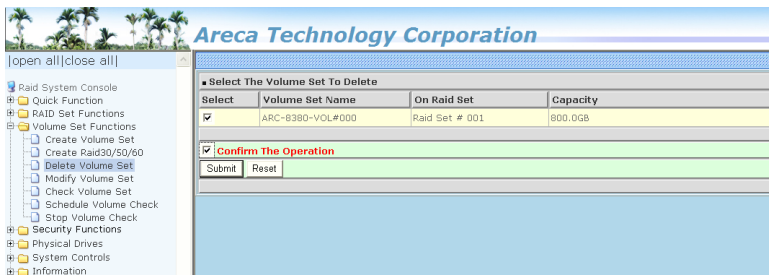 Areca Technology Corporation
|open all|close all|
Raid System Console
Quick Function
RAID Set Functions
Volume Set Functions
Create Volume Set
Create Raid30/50/60
Delete Volume Set
Modify Volume Set
Check Volume Set
Schedule Volume Check
Stop Volume Check
Security Functions
Physical Drives
System Controls
Information
Select The Volume Set To Delete
Select Volume Set Name On Raid Set Capacity
ARC-8380-VOL#000 Raid Set # 001 800.0GB
Confirm The Operation
Submit Reset